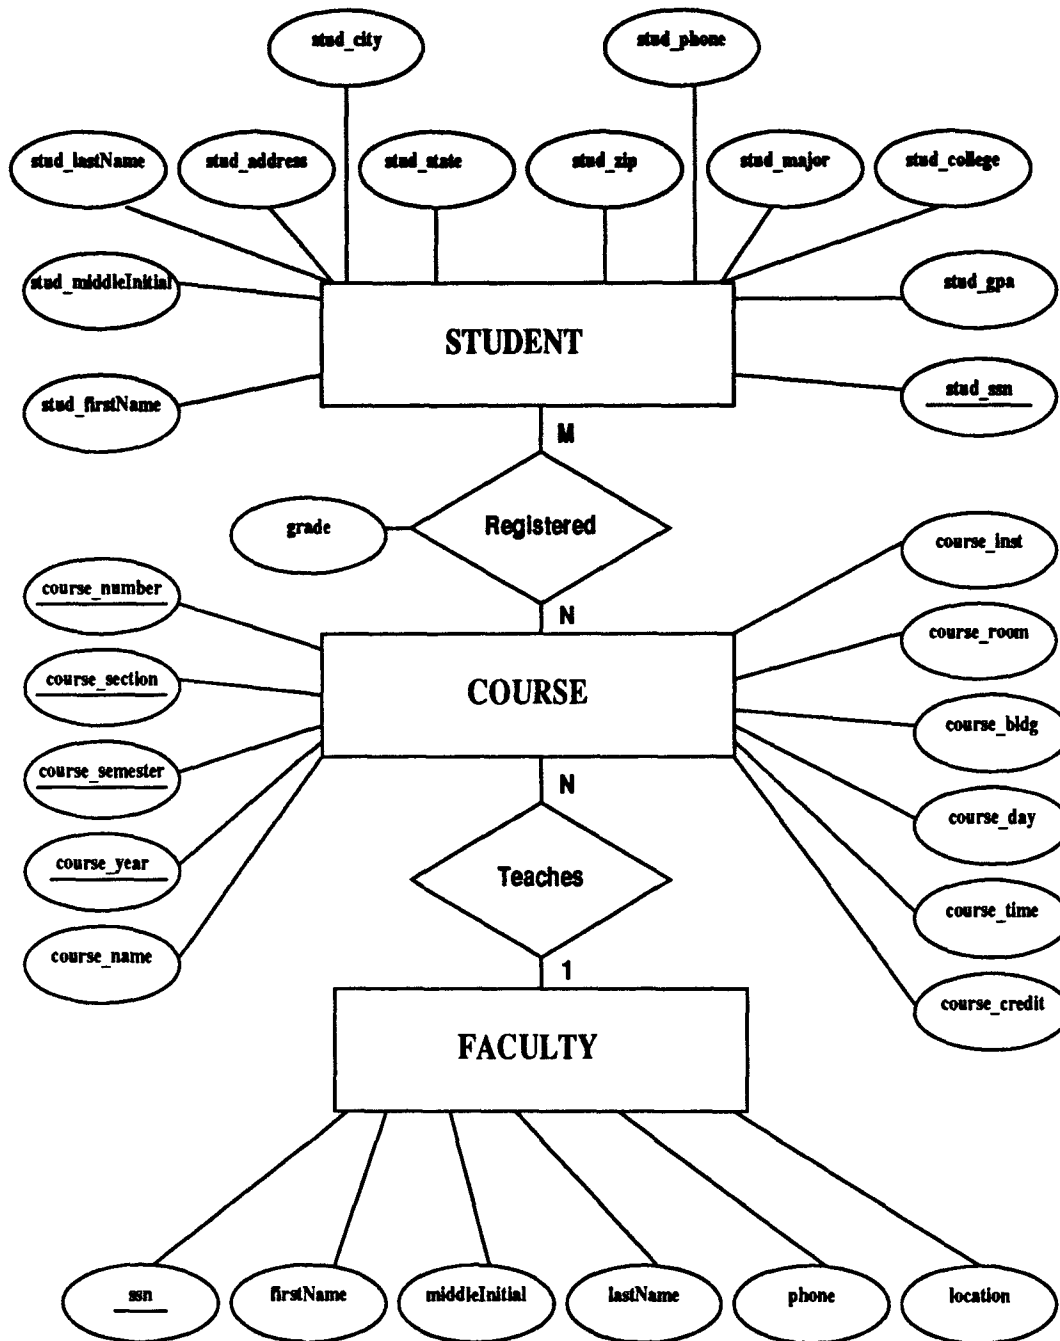 stud_city
stud_phone
stud_lastName
stud_address
stud_state
stud_zip
stud_major
stud_college
stud_middleInitial
stud_gpa
STUDENT
stud_firstName
stud_ssn
M
grade
Registered
course_inst
course_number
N
course_room
course_section
COURSE
course_bldg
course_semester
N
course_day
course_year
Teaches
course_time
course_name
1
course_credit
FACULTY
ssn
firstName
middleInitial
lastName
phone
location